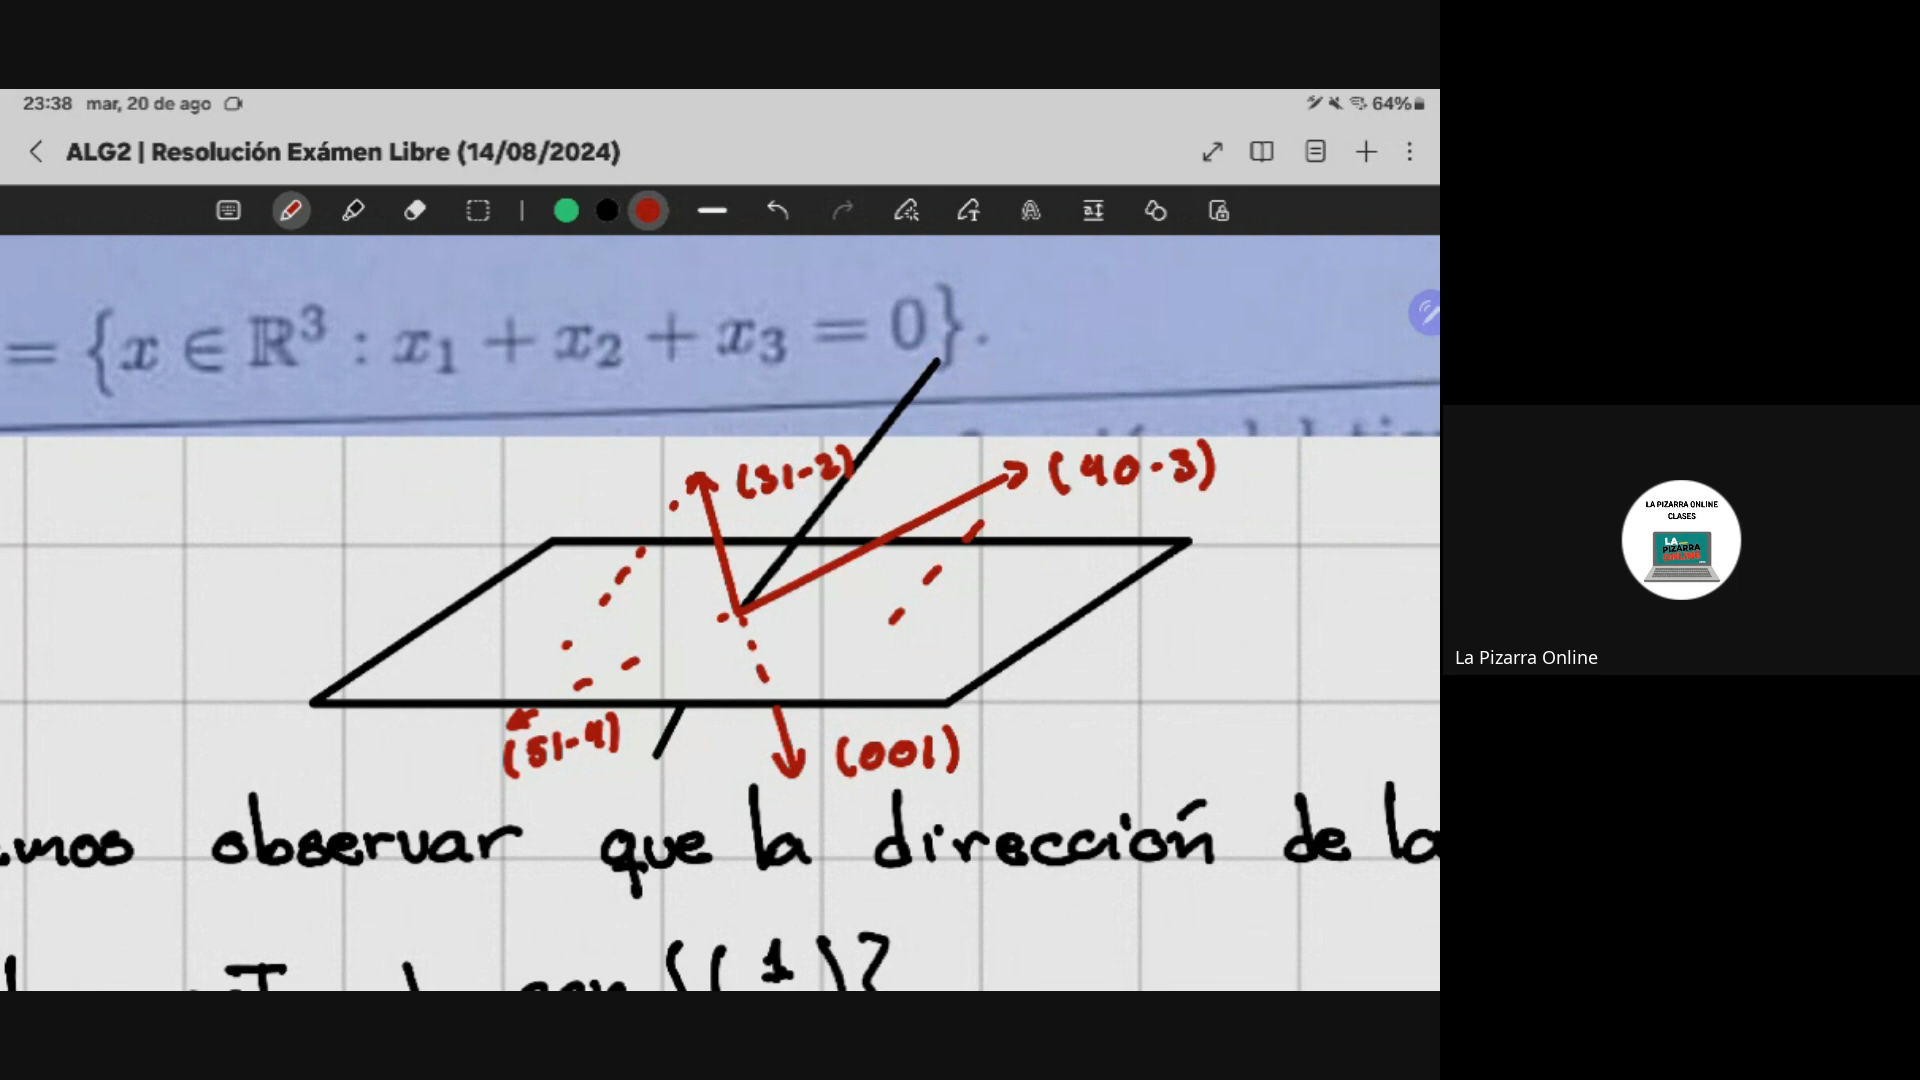 23:38 mar, 20 de ago 64%
ALG2 | Resolución Exámen Libre (14/08/2024)
= {x ∈ ℝ³ : x₁ + x₂ + x₃ = 0}.
(31-2) (40-3)
(51-4) (001)
observar que la dirección de
LA PIZARRA ONLINE
CLASES
LA
PIZARRA
ONLINE
La Pizarra Online